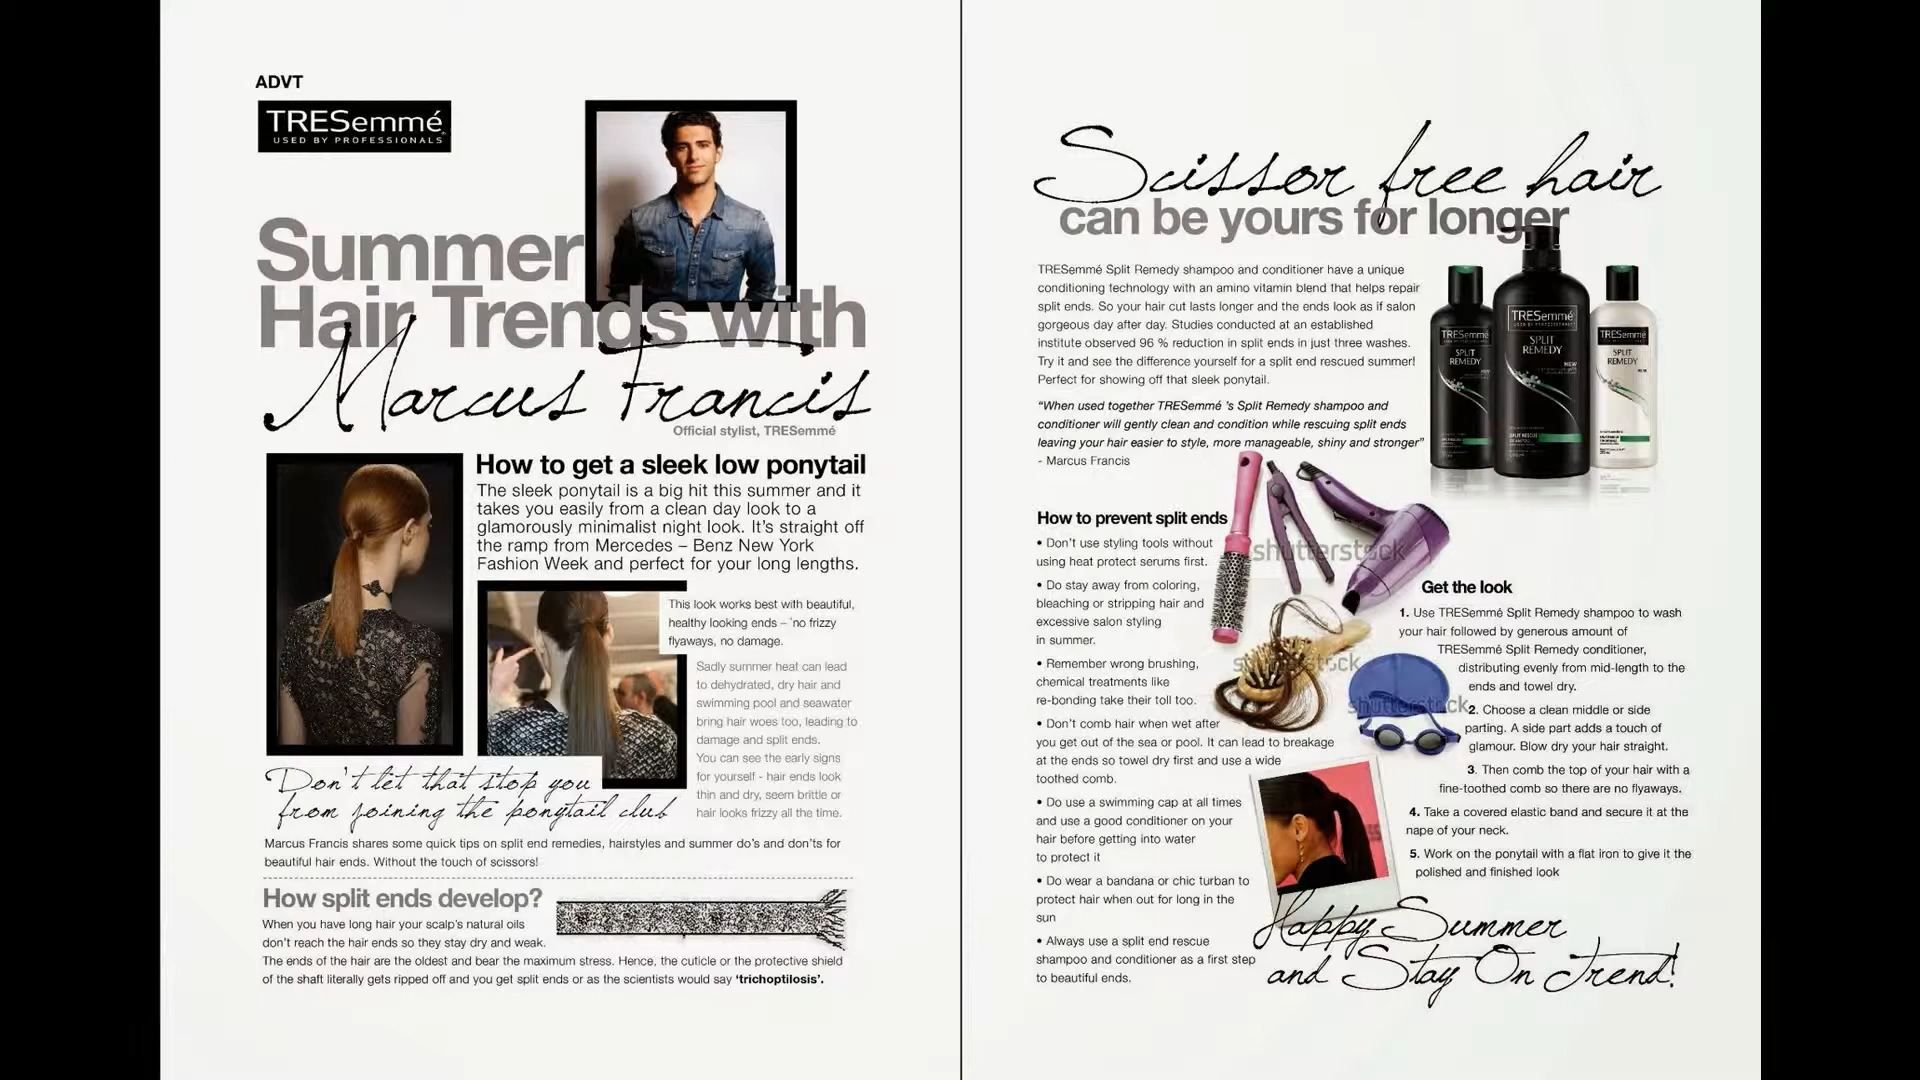 ADVT
TRESemmé
USED BY PROFESSIONALS
Summer
Hair Trends with
Marcus Francis
Official stylist, TRESemmé
How to get a sleek low ponytail
The sleek ponytail is a big hit this summer and it
takes you easily from a clean day look to a
glamorously minimalist night look. It's straight off
the ramp from Mercedes – Benz New York
Fashion Week and perfect for your long lengths.
This look works best with beautiful,
healthy looking ends – 'no frizzy
flyaways, no damage.
Sadly summer heat can lead
to dehydrated, dry hair and
swimming pool and seawater
bring hair woes too, leading to
damage and split ends.
You can see the early signs
for yourself - hair ends look
thin and dry, seem brittle or
hair looks frizzy all the time.
Don't let that stop you
from joining the ponytail club
Marcus Francis shares some quick tips on split end remedies, hairstyles and summer do's and don'ts for
beautiful hair ends. Without the touch of scissors!
How split ends develop?
When you have long hair your scalp's natural oils
don't reach the hair ends so they stay dry and weak.
The ends of the hair are the oldest and bear the maximum stress. Hence, the cuticle or the protective shield
of the shaft literally gets ripped off and you get split ends or as the scientists would say 'trichoptilosis'.
Scissor free hair
can be yours for longer
TRESemmé Split Remedy shampoo and conditioner have a unique
conditioning technology with an amino vitamin blend that helps repair
split ends. So your hair cut lasts longer and the ends look as if salon
gorgeous day after day. Studies conducted at an established
institute observed 96 % reduction in split ends in just three washes.
Try it and see the difference yourself for a split end rescued summer!
Perfect for showing off that sleek ponytail.
"When used together TRESemmé 's Split Remedy shampoo and
conditioner will gently clean and condition while rescuing split ends
leaving your hair easier to style, more manageable, shiny and stronger"
- Marcus Francis
TRESemmé
SPLIT
REMEDY
TRESemmé
SPLIT
REMEDY
NEW
TRESemmé
SPLIT
REMEDY
How to prevent split ends
• Don't use styling tools without
using heat protect serums first.
• Do stay away from coloring,
bleaching or stripping hair and
excessive salon styling
in summer.
• Remember wrong brushing,
chemical treatments like
re-bonding take their toll too.
• Don't comb hair when wet after
you get out of the sea or pool. It can lead to breakage
at the ends so towel dry first and use a wide
toothed comb.
• Do use a swimming cap at all times
and use a good conditioner on your
hair before getting into water
to protect it
• Do wear a bandana or chic turban to
protect hair when out for long in the
sun
• Always use a split end rescue
shampoo and conditioner as a first step
to beautiful ends.
shutterstock
shutterstock
shutterstock
Get the look
1. Use TRESemmé Split Remedy shampoo to wash
your hair followed by generous amount of
TRESemmé Split Remedy conditioner,
distributing evenly from mid-length to the
ends and towel dry.
2. Choose a clean middle or side
parting. A side part adds a touch of
glamour. Blow dry your hair straight.
3. Then comb the top of your hair with a
fine-toothed comb so there are no flyaways.
4. Take a covered elastic band and secure it at the
nape of your neck.
5. Work on the ponytail with a flat iron to give it the
polished and finished look
Happy Summer
and Stay On Trend!